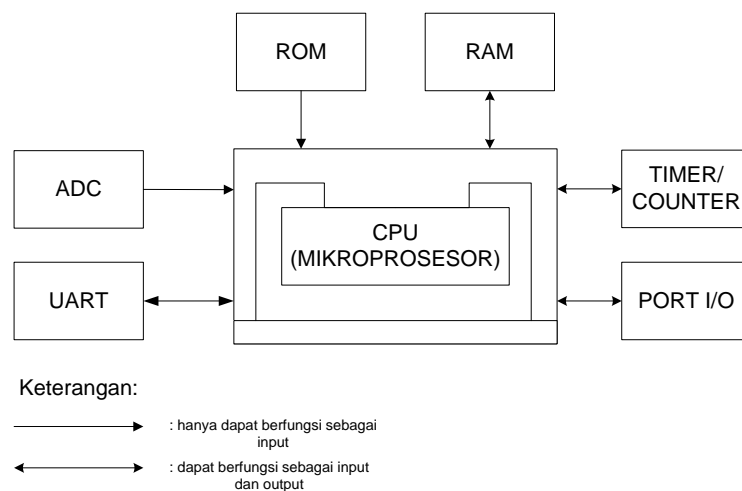 ROM
RAM
ADC
TIMER/
COUNTER
CPU
(MIKROPROSESOR)
UART
PORT I/O
Keterangan:
: hanya dapat berfungsi sebagai
input
: dapat berfungsi sebagai input
dan output